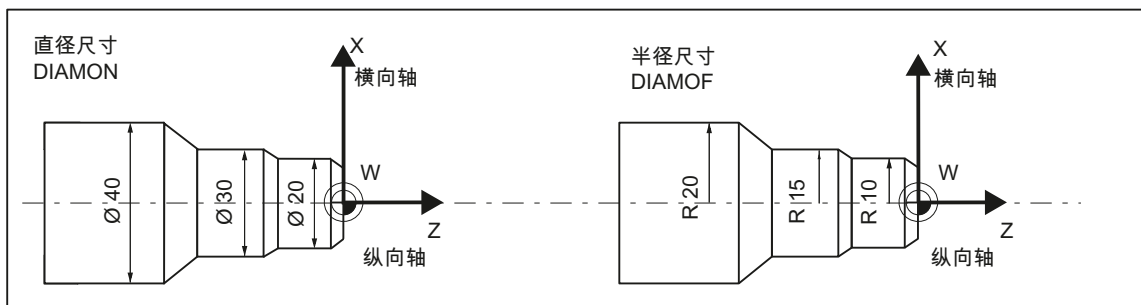 直径尺寸
DIAMON
X
横向轴
W
Z
纵向轴
Ø 40
Ø 30
Ø 20
半径尺寸
DIAMOF
X
横向轴
W
Z
纵向轴
R 20
R 15
R 10